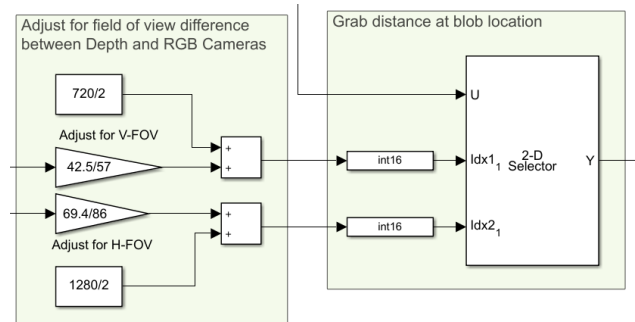 Adjust for field of view difference
between Depth and RGB Cameras
720/2
Adjust for V-FOV
42.5/57
69.4/86
Adjust for H-FOV
1280/2
+
+
+
+
Grab distance at blob location
U
int16
Idx1 1
2-D
Selector
Y
int16
Idx2 1